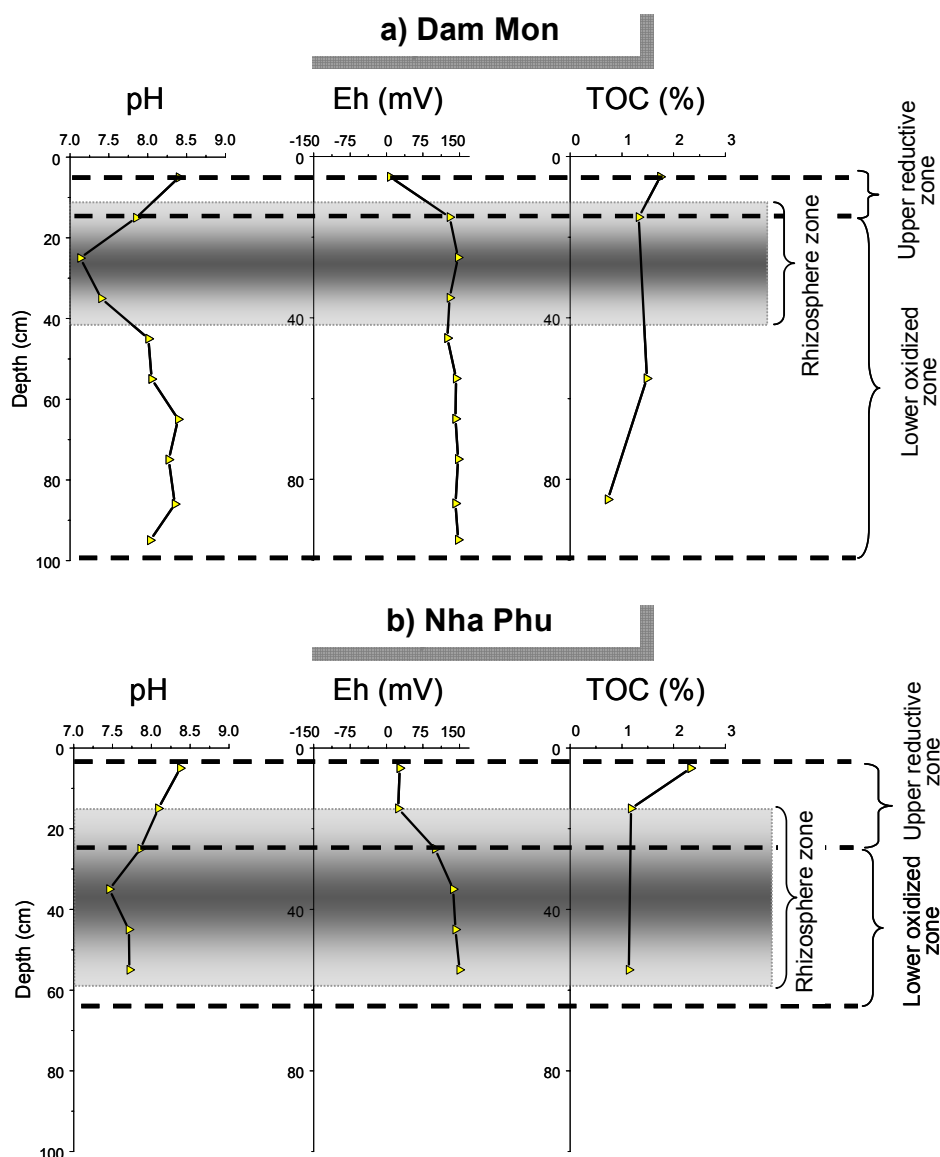 a) Dam Mon
pH
Eh (mV)
TOC (%)
7.0 7.5 8.0 8.5 9.0
-150 -75 0 75 150
0 1 2 3
0
20
40
60
80
100
Depth (cm)
0
40
80
0
40
80
Rhizosphere zone
Upper reductive
zone
Lower oxidized
zone
b) Nha Phu
pH
Eh (mV)
TOC (%)
7.0 7.5 8.0 8.5 9.0
-150 -75 0 75 150
0 1 2 3
0
20
40
60
80
100
Depth (cm)
0
40
80
0
40
80
Rhizosphere zone
Upper reductive
zone
Lower oxidized
zone